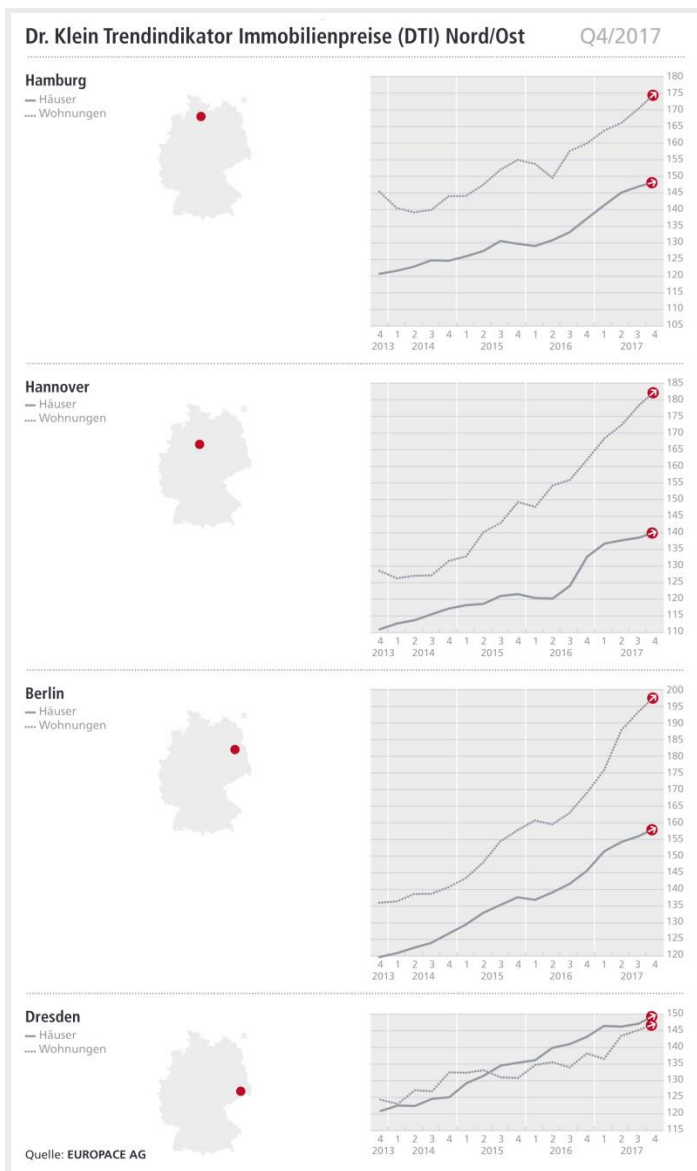 Dr. Klein Trendindikator Immobilienpreise (DTI) Nord/Ost Q4/2017
Hamburg
Häuser
Wohnungen
180
175
170
165
160
155
150
145
140
135
130
125
120
115
110
105
4 1 2 3 4 1 2 3 4 1 2 3 4 1 2 3 4
2013 2014 2015 2016 2017
Hannover
Häuser
Wohnungen
185
180
175
170
165
160
155
150
145
140
135
130
125
120
115
110
4 1 2 3 4 1 2 3 4 1 2 3 4 1 2 3 4
2013 2014 2015 2016 2017
Berlin
Häuser
Wohnungen
200
195
190
185
180
175
170
165
160
155
150
145
140
135
130
125
120
4 1 2 3 4 1 2 3 4 1 2 3 4 1 2 3 4
2013 2014 2015 2016 2017
Dresden
Häuser
Wohnungen
150
145
140
135
130
125
120
115
4 1 2 3 4 1 2 3 4 1 2 3 4 1 2 3 4
2013 2014 2015 2016 2017
Quelle: EUROPACE AG